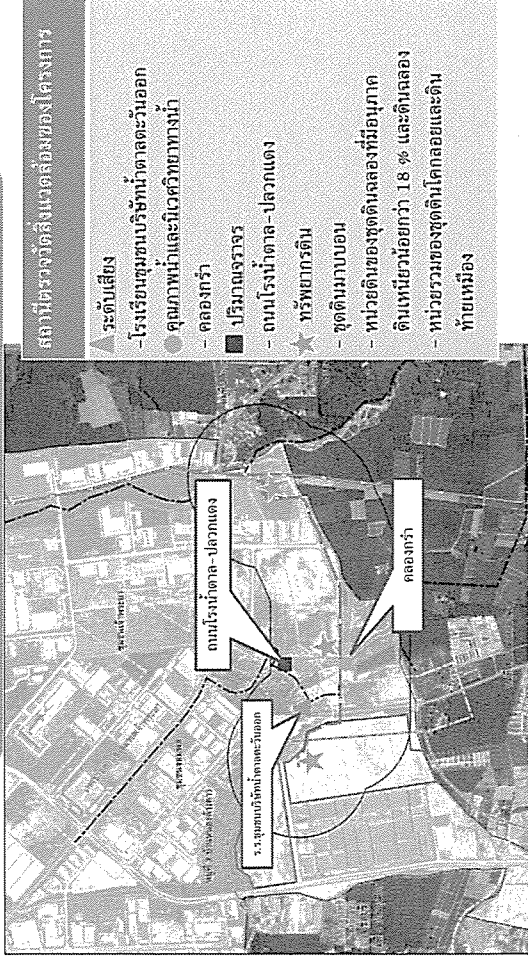 สถานีตรวจวัดสิ่งแวดล้อมของโครงการ
ระดับเสียง
-โรงเรียนชุมชนบริษัทน้ำตาลตะวันออก
คุณภาพน้ำและนิเวศวิทยาทางน้ำ
- คลองกร่ำ
ปริมาณจราจร
- ถนนโรงน้ำตาล-ปลวกแดง
ทรัพยากรดิน
- ชุดดินมาบบอน
- หน่วยดินของชุดดินฉลองที่มีอนุภาค
ดินเหนียวน้อยกว่า 18 % และดินฉลอง
- หน่วยรวมของชุดดินโคกลอยและดิน
ท้ายเหมือง
ถนนโรงน้ำตาล-ปลวกแดง
ร.ร.ชุมชนบริษัทน้ำตาลตะวันออก
คลองกร่ำ